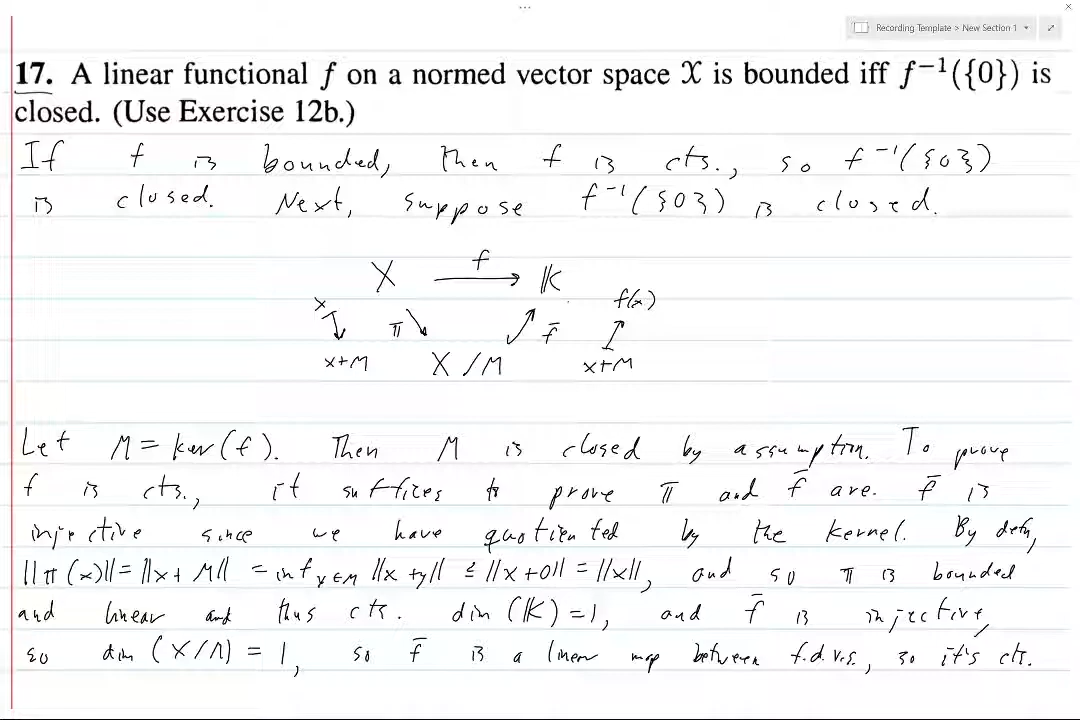 ...
Recording Template > New Section 1
17. A linear functional f on a normed vector space X is bounded iff f⁻¹({0}) is
closed. (Use Exercise 12b.)
If f is bounded, then f is cts., so f⁻¹({0})
is closed. Next, suppose f⁻¹({0}) is closed.
X f K
x π f̄ f(x)
x+M X/M x+M
Let M = ker(f). Then M is closed by assumption. To prove
f is cts., it suffices to prove π and f̄ are. f̄ is
injective since we have quotiented by the kernel. By defn,
||π(x)|| = ||x+M|| = inf_{y∈M} ||x+y|| ≤ ||x+0|| = ||x||, and so π is bounded
and linear and thus cts. dim(K)=1, and f̄ is injective,
so dim(X/M) = 1, so f̄ is a linear map between f.d.v.s., so it's cts.